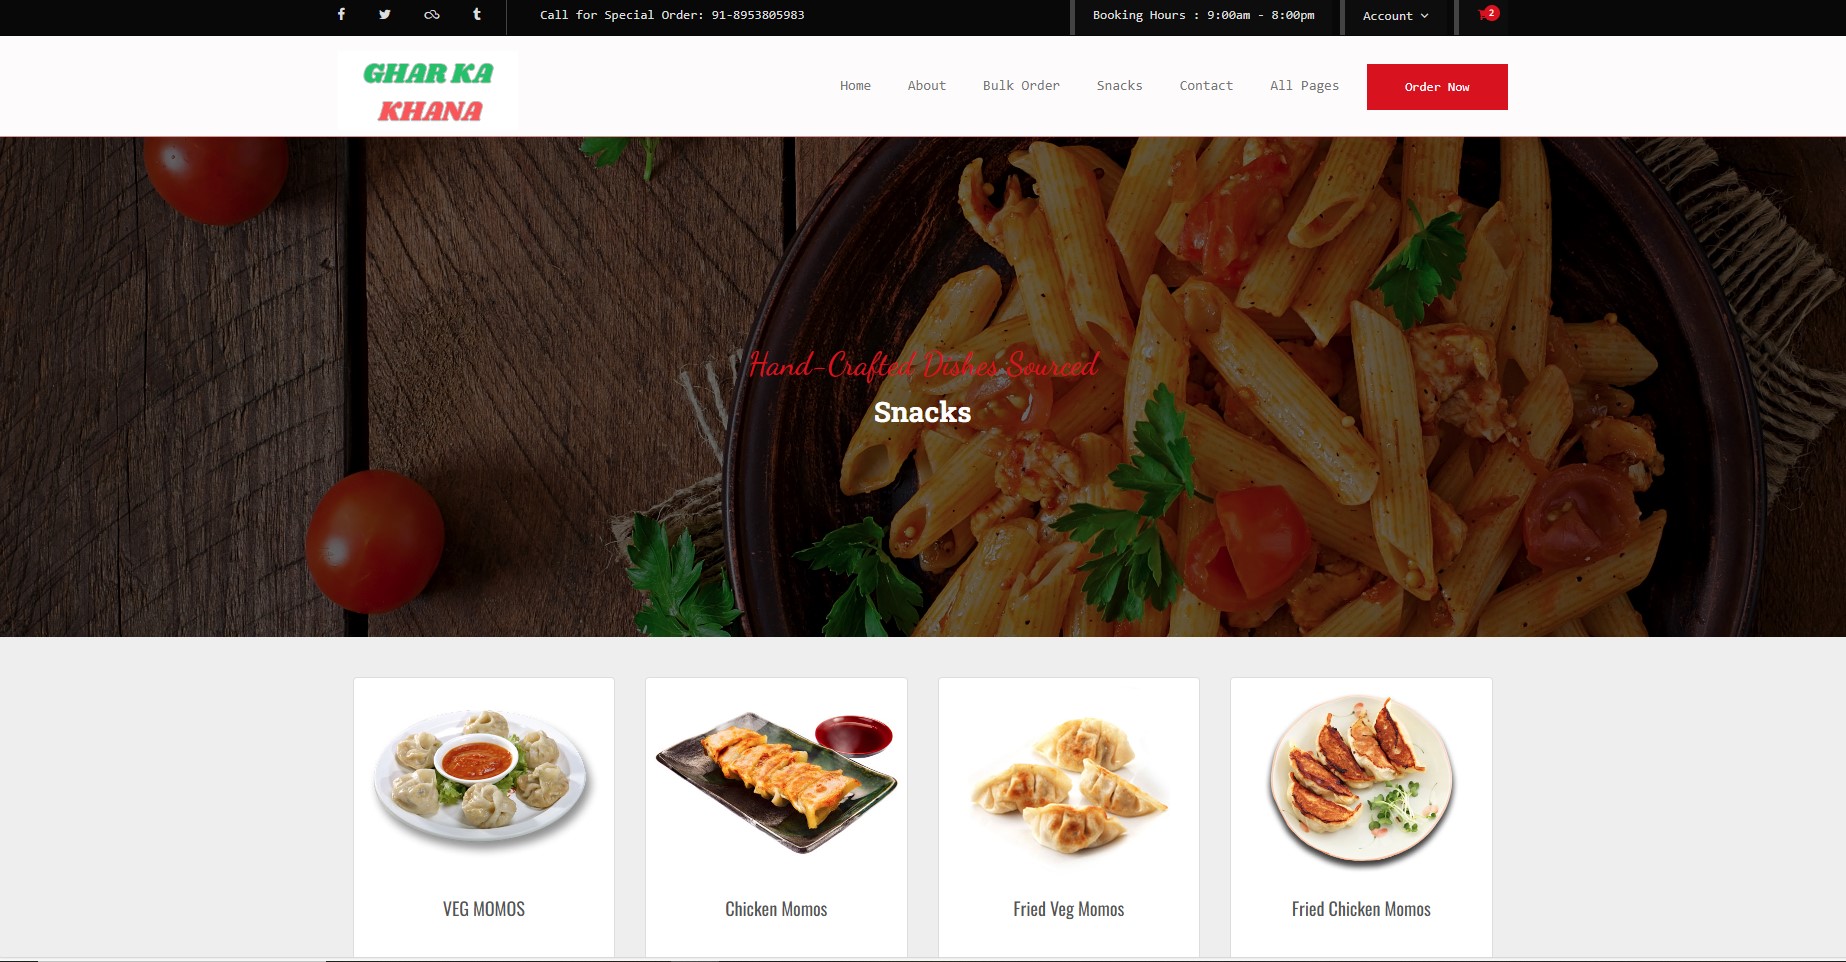 Call for Special Order: 91-8953805983
Booking Hours : 9:00am - 8:00pm
Account
2
GHAR KA
KHANA
Home
About
Bulk Order
Snacks
Contact
All Pages
Order Now
Hand-Crafted Dishes Sourced
Snacks
VEG MOMOS
Chicken Momos
Fried Veg Momos
Fried Chicken Momos